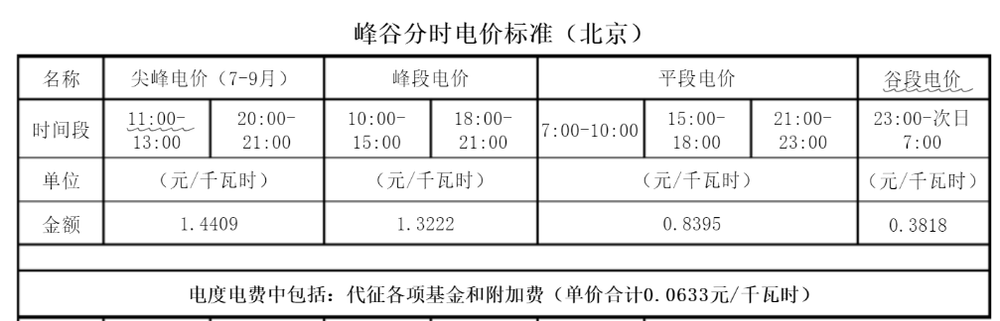 峰谷分时电价标准（北京）
名称 尖峰电价（7-9月） 峰段电价 平段电价 谷段电价
时间段 11:00-13:00 20:00-21:00 10:00-15:00 18:00-21:00 7:00-10:00 15:00-18:00 21:00-23:00 23:00-次日7:00
单位 （元/千瓦时） （元/千瓦时） （元/千瓦时） （元/千瓦时）
金额 1.4409 1.3222 0.8395 0.3818
电度电费中包括：代征各项基金和附加费（单价合计0.0633元/千瓦时）